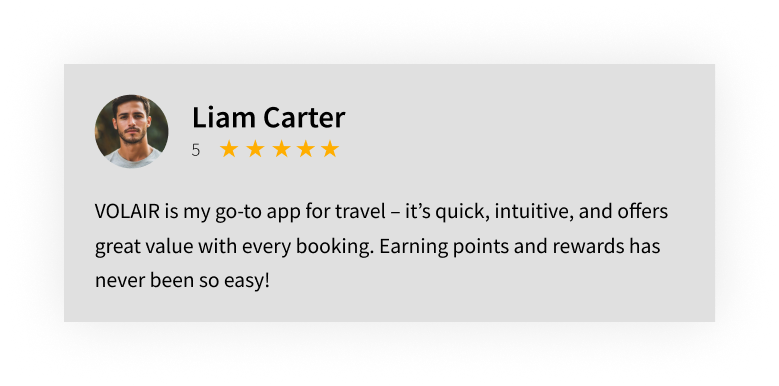 Liam Carter
5 ★★★★★
VOLAIR is my go-to app for travel – it’s quick, intuitive, and offers
great value with every booking. Earning points and rewards has
never been so easy!